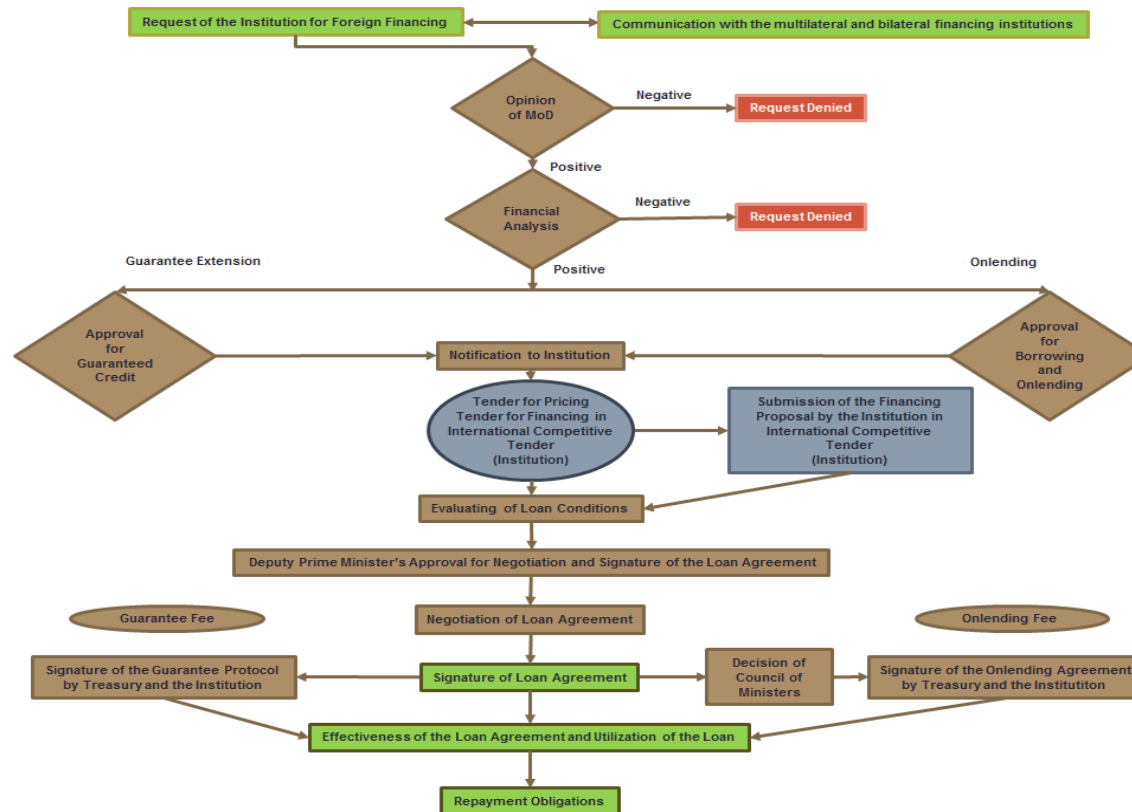 Request of the Institution for Foreign Financing
Communication with the multilateral and bilateral financing institutions
Opinion
of MoD
Negative
Request Denied
Positive
Financial
Analysis
Negative
Request Denied
Guarantee Extension
Positive
Onlending
Approval
for
Guaranteed
Credit
Notification to Institution
Approval
for
Borrowing
and
Onlending
Tender for Pricing
Tender for Financing in
International Competitive
Tender
(Institution)
Submission of the Financing
Proposal by the Institution in
International Competitive
Tender
(Institution)
Evaluating of Loan Conditions
Deputy Prime Minister's Approval for Negotiation and Signature of the Loan Agreement
Guarantee Fee
Negotiation of Loan Agreement
Onlending Fee
Signature of the Guarantee Protocol
by Treasury and the Institution
Signature of Loan Agreement
Decision of
Council of
Ministers
Signature of the Onlending Agreement
by Treasury and the Instituiton
Effectiveness of the Loan Agreement and Utilization of the Loan
Repayment Obligations